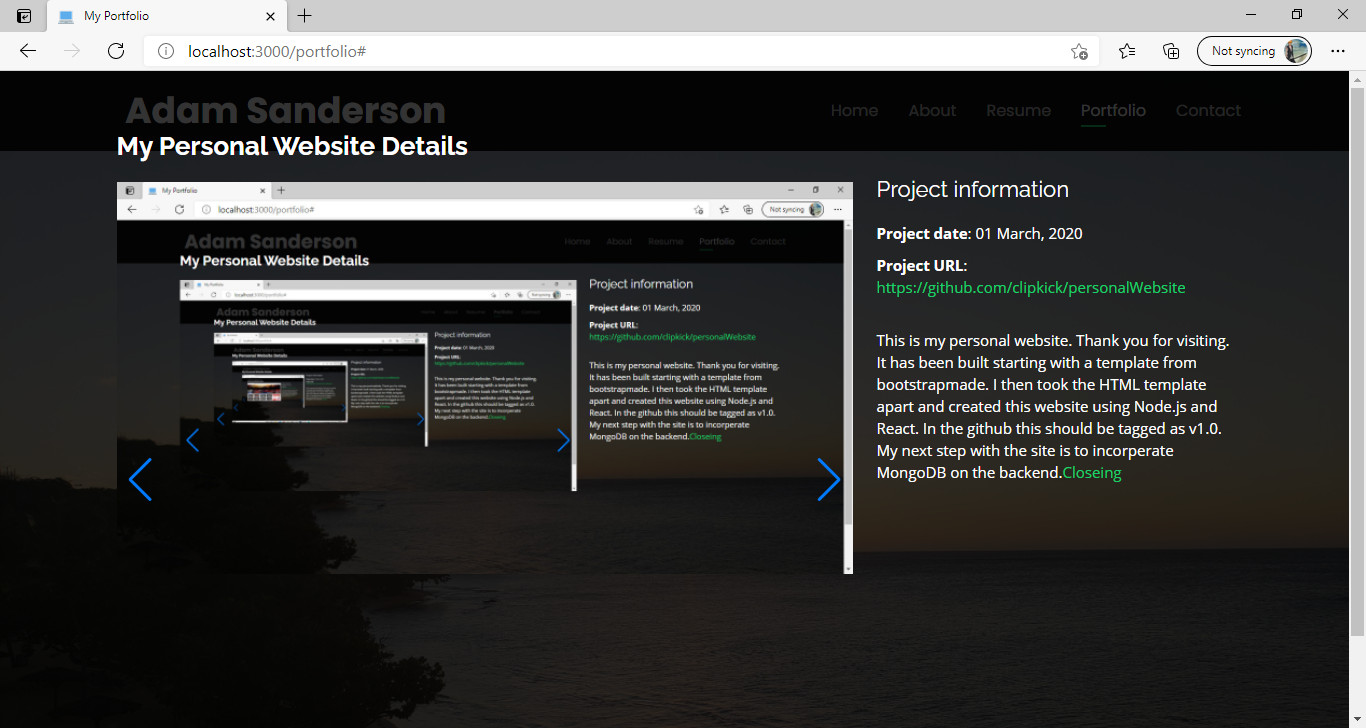 My Portfolio
localhost:3000/portfolio#
Not syncing
Adam Sanderson
Home About Resume Portfolio Contact
My Personal Website Details
Project information
Project date: 01 March, 2020
Project URL:
https://github.com/clipkick/personalWebsite
This is my personal website. Thank you for visiting.
It has been built starting with a template from
bootstrapmade. I then took the HTML template
apart and created this website using Node.js and
React. In the github this should be tagged as v1.0.
My next step with the site is to incorperate
MongoDB on the backend.Closeing
My Portfolio
localhost:3000/portfolio#
Not syncing
Adam Sanderson
Home About Resume Portfolio Contact
My Personal Website Details
Project information
Project date: 01 March, 2020
Project URL:
https://github.com/clipkick/personalWebsite
This is my personal website. Thank you for visiting.
It has been built starting with a template from
bootstrapmade. I then took the HTML template
apart and created this website using Node.js and
React. In the github this should be tagged as v1.0.
My next step with the site is to incorperate
MongoDB on the backend.Closeing
Adam Sanderson
My Personal Website Details
Project information
Project date: 01 March, 2020
Project URL:
https://github.com/clipkick/personalWebsite
This is my personal website. Thank you for visiting.
It has been built starting with a template from
bootstrapmade. I then took the HTML template
apart and created this website using Node.js and
React. In the github this should be tagged as v1.0.
My next step with the site is to incorperate
MongoDB on the backend.Closeing
My Personal Website Details